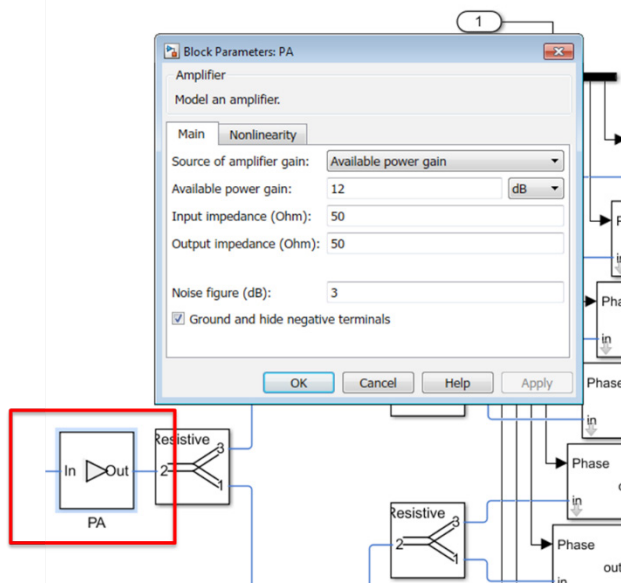 1
Block Parameters: PA
Amplifier
Model an amplifier.
Main Nonlinearity
Source of amplifier gain: Available power gain
Available power gain: 12 dB
Input impedance (Ohm): 50
Output impedance (Ohm): 50
Noise figure (dB): 3
Ground and hide negative terminals
OK Cancel Help Apply
in
Pha
in
Phase
in
Resistive
3
2
1
In Out
PA
Phase
in
Resistive
3
2
1
Phase
out
in